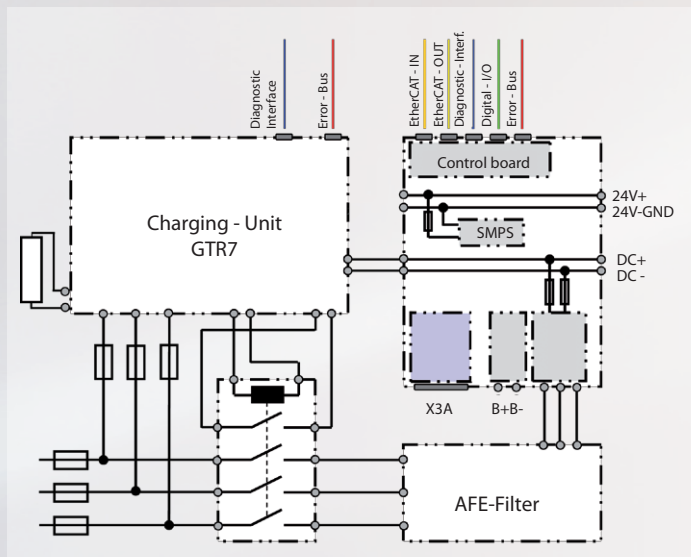 Diagnostic
Interface
Error - Bus
EtherCAT - IN
EtherCAT - OUT
Diagnostic - Interf.
Digital - I/O
Error - Bus
Control board
24V+
24V-GND
SMPS
Charging - Unit
GTR7
DC+
DC -
X3A
B+B-
AFE-Filter